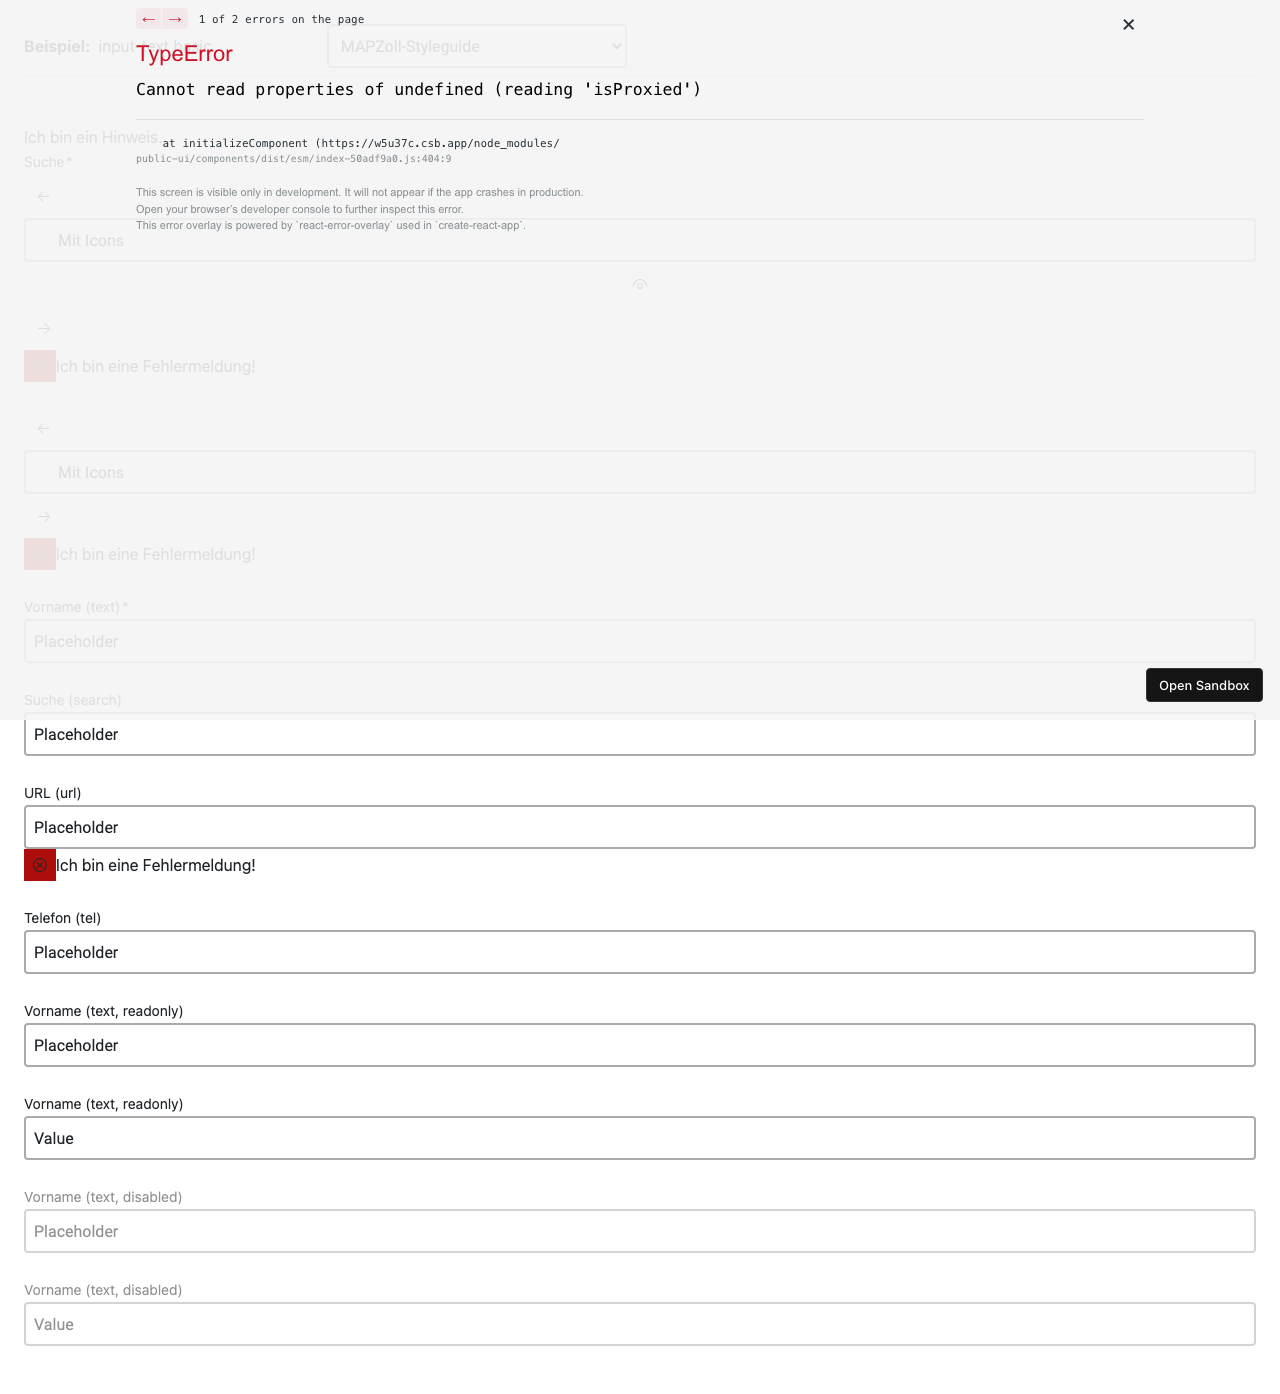 ← → 1 of 2 errors on the page
Beispiel: input-text basic
MAPZoll-Styleguide
TypeError
Cannot read properties of undefined (reading 'isProxied')
Ich bin ein Hinweis
at initializeComponent (https://w5u37c.csb.app/node_modules/
public-ui/components/dist/esm/index-50adf9a0.js:404:9
Suche*
This screen is visible only in development. It will not appear if the app crashes in production.
Open your browser’s developer console to further inspect this error.
This error overlay is powered by `react-error-overlay` used in `create-react-app`.
Mit Icons
Ich bin eine Fehlermeldung!
Mit Icons
Ich bin eine Fehlermeldung!
Vorname (text)*
Placeholder
Open Sandbox
Suche (search)
Placeholder
URL (url)
Placeholder
Ich bin eine Fehlermeldung!
Telefon (tel)
Placeholder
Vorname (text, readonly)
Placeholder
Vorname (text, readonly)
Value
Vorname (text, disabled)
Placeholder
Vorname (text, disabled)
Value